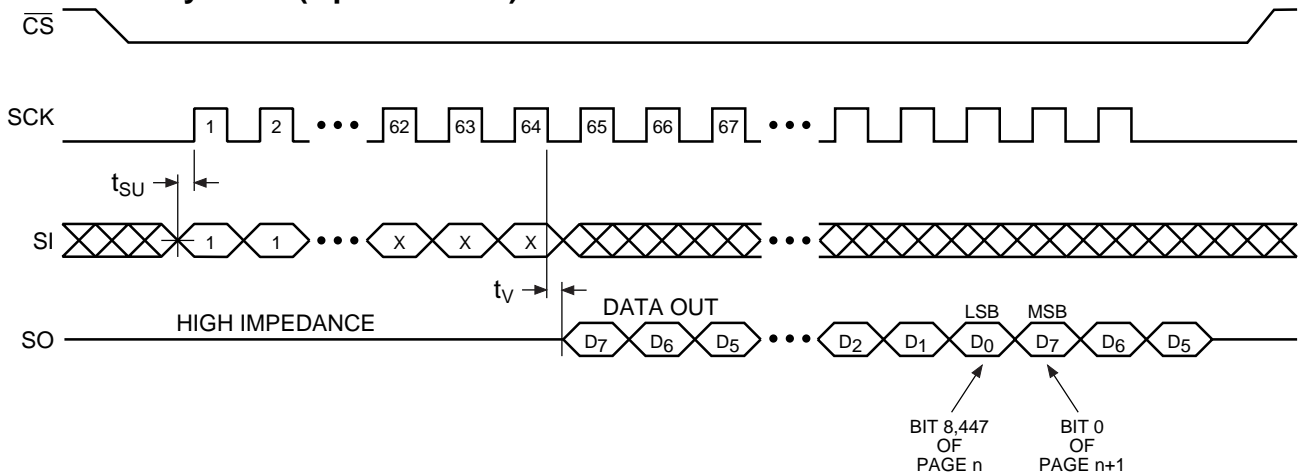 CS
SCK 1 2 ••• 62 63 64 65 66 67 •••
tSU
SI 1 1 ••• X X X •••
tV
DATA OUT
HIGH IMPEDANCE
LSB MSB
SO D7 D6 D5 ••• D2 D1 D0 D7 D6 D5
BIT 8,447 OF PAGE n
BIT 0 OF PAGE n+1